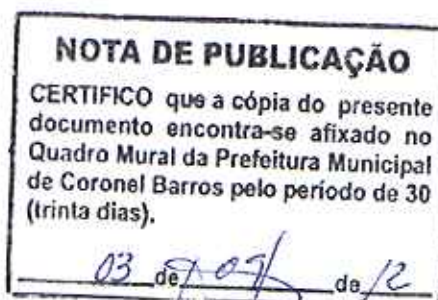 NOTA DE PUBLICAÇÃO
CERTIFICO que a cópia do presente
documento encontra-se afixado no
Quadro Mural da Prefeitura Municipal
de Coronel Barros pelo período de 30
(trinta dias).
03 de 09 de 12